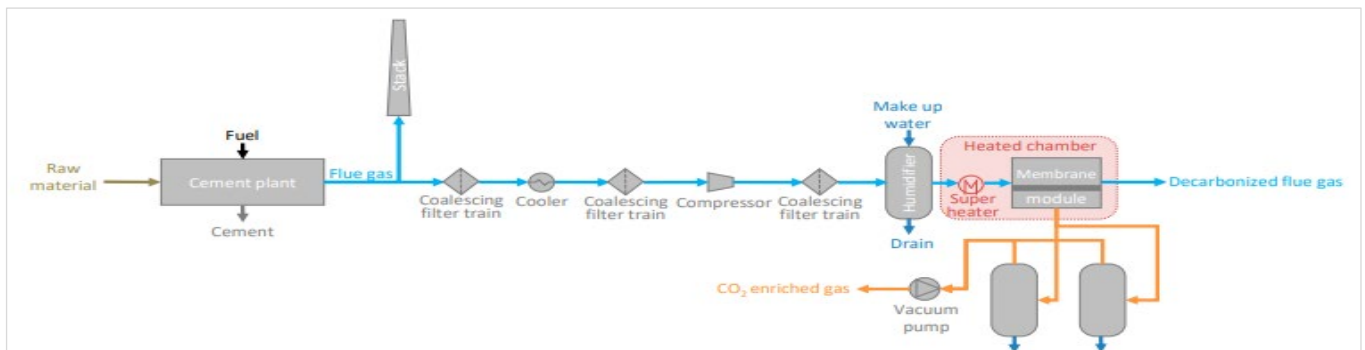 Stack
Make up
water
Fuel
Heated chamber
Raw
material
Cement plant
Flue gas
Humidifier
Membrane
module
Decarbonized flue gas
Coalescing
filter train
Cooler
Coalescing
filter train
Compressor
Coalescing
filter train
M
Super
heater
Cement
Drain
CO₂ enriched gas
Vacuum
pump